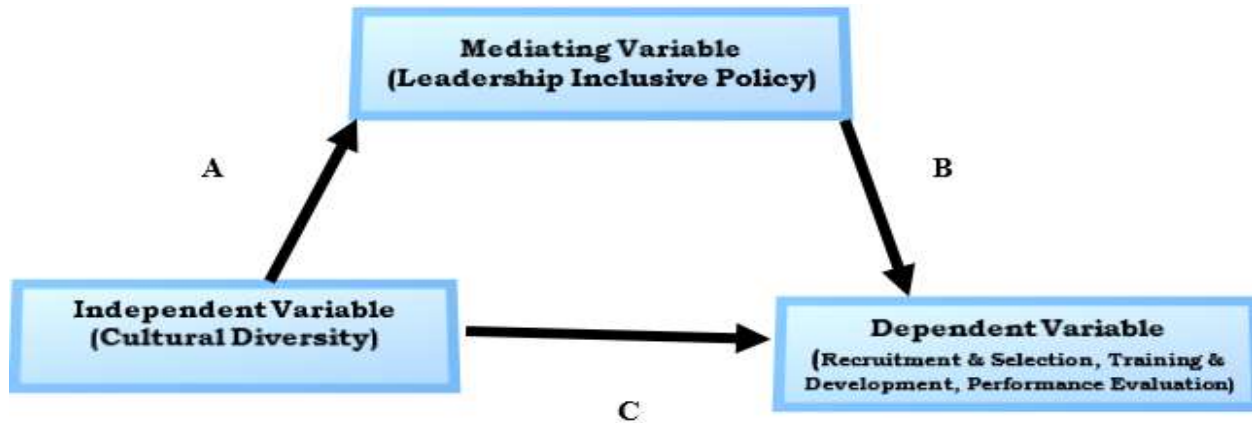 Mediating Variable
(Leadership Inclusive Policy)
A
B
Independent Variable
(Cultural Diversity)
Dependent Variable
(Recruitment & Selection, Training &
Development, Performance Evaluation)
C